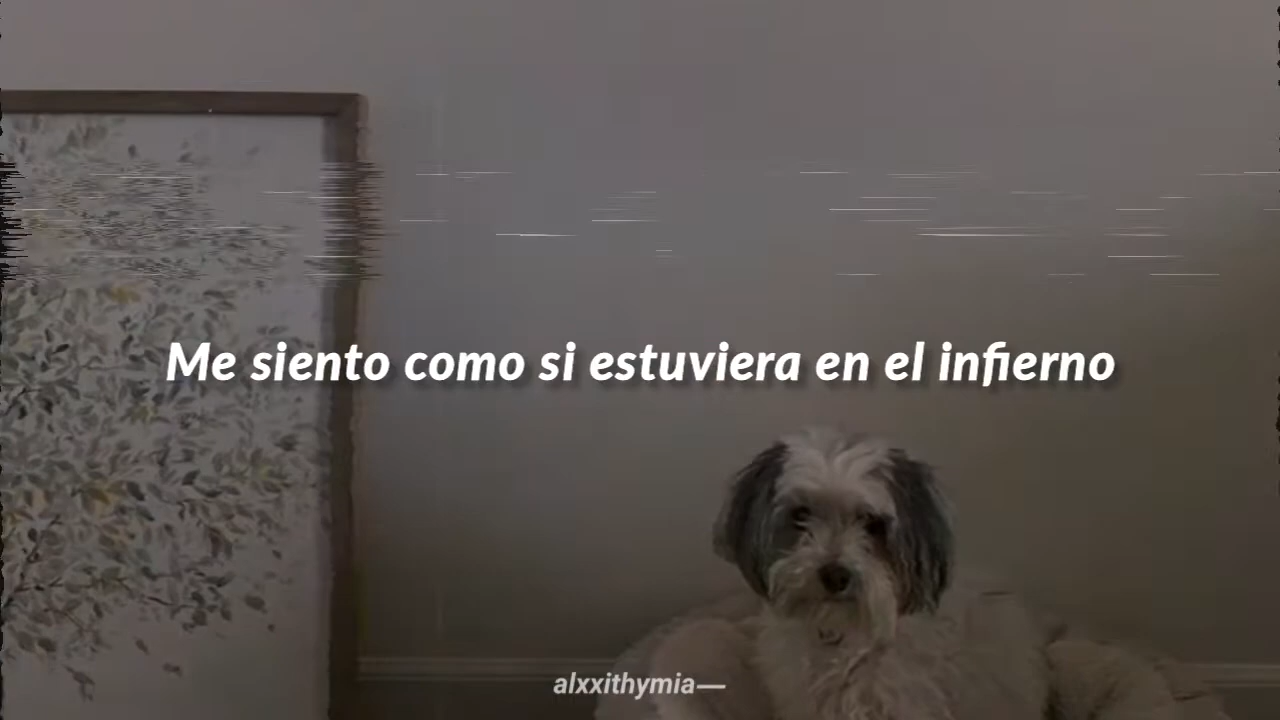 Me siento como si estuviera en el infierno
alxxithymia—